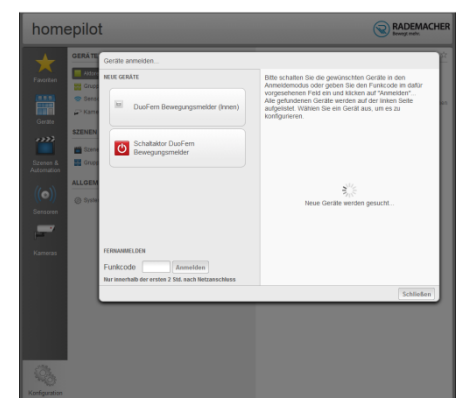 homepilot
RADEMACHER
Bewegt mehr.
Favoriten
Geräte
Szenen &
Automation
Sensoren
Kameras
Konfiguration
GERÄTE
SZENEN
ALLGEM
Geräte anmelden...
NEUE GERÄTE
DuoFern Bewegungsmelder (Innen)
Schaltaktor DuoFern
Bewegungsmelder
FERNANMELDEN
Funkcode
Anmelden
Nur innerhalb der ersten 2 Std. nach Netzanschluss
Bitte schalten Sie die gewünschten Geräte in den
Anmeldemodus oder geben Sie den Funkcode im dafür
vorgesehenen Feld ein und klicken auf "Anmelden"...
Alle gefundenen Geräte werden auf der linken Seite
aufgelistet. Wählen Sie ein Gerät aus, um es zu
konfigurieren.
Neue Geräte werden gesucht...
Schließen